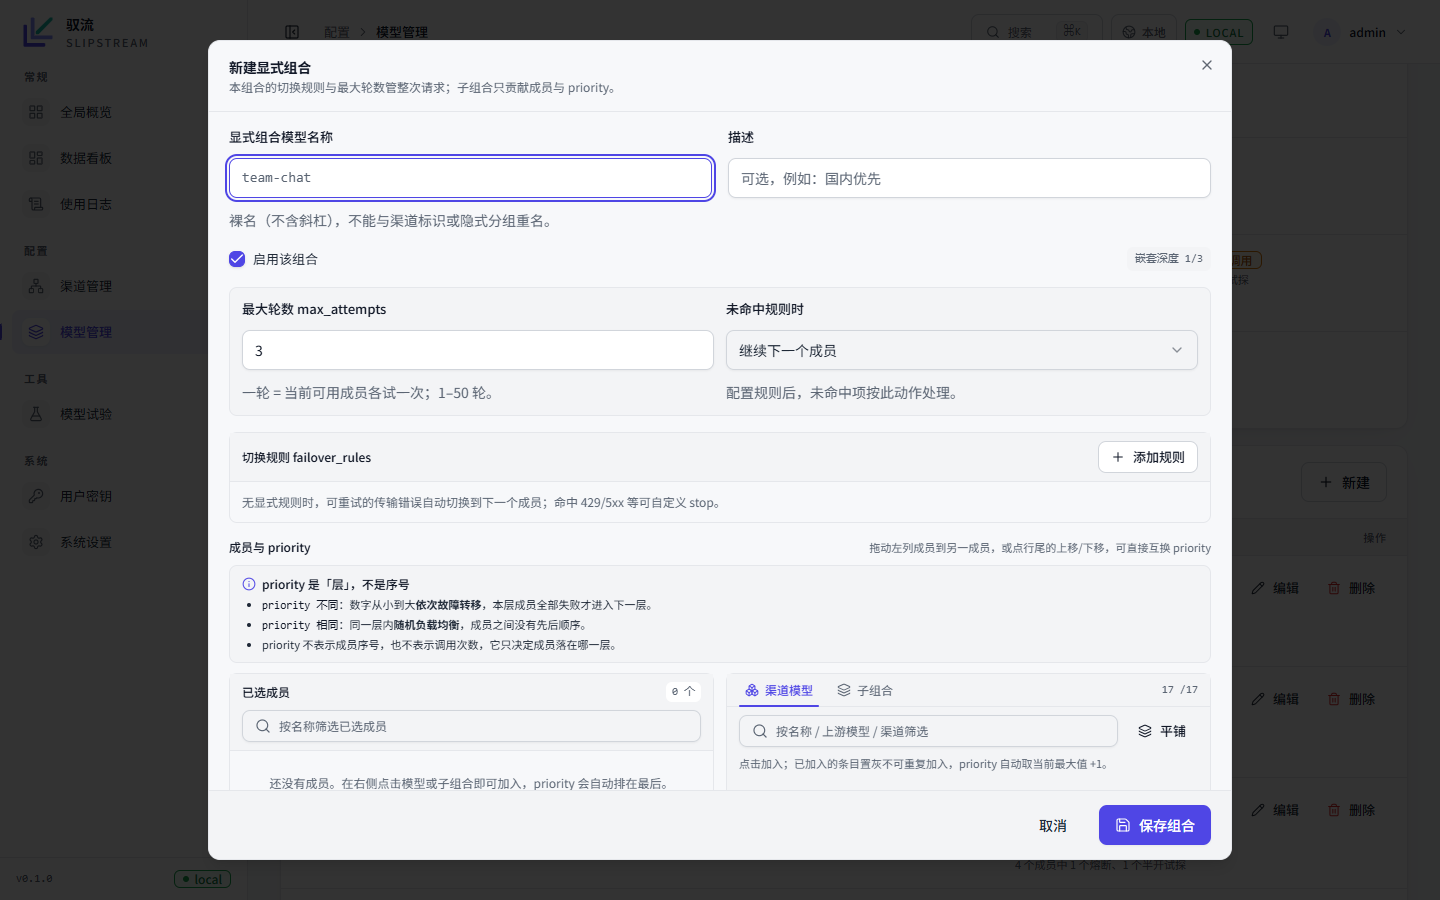 驭流
SLIPSTREAM
常规
全局概览
数据看板
使用日志
配置
渠道管理
模型管理
工具
模型试验
系统
用户密钥
系统设置
v0.1.0
local
配置
模型管理
搜索
⌘K
本地
LOCAL
A
admin
新建显式组合
本组合的切换规则与最大轮数管整次请求；子组合只贡献成员与 priority。
显式组合模型名称
描述
team-chat
可选，例如：国内优先
裸名（不含斜杠），不能与渠道标识或隐式分组重名。
启用该组合
嵌套深度 1/3
最大轮数 max_attempts
未命中规则时
3
继续下一个成员
一轮 = 当前可用成员各试一次；1–50 轮。
配置规则后，未命中项按此动作处理。
切换规则 failover_rules
添加规则
无显式规则时，可重试的传输错误自动切换到下一个成员；命中 429/5xx 等可自定义 stop。
成员与 priority
拖动左列成员到另一成员，或点行尾的上移/下移，可直接互换 priority
priority 是「层」，不是序号
priority 不同：数字从小到大依次故障转移，本层成员全部失败才进入下一层。
priority 相同：同一层内随机负载均衡，成员之间没有先后顺序。
priority 不表示成员序号，也不表示调用次数，它只决定成员落在哪一层。
已选成员
0 个
按名称筛选已选成员
还没有成员。在右侧点击模型或子组合即可加入，priority 会自动排在最后。
渠道模型
子组合
17 /17
按名称 / 上游模型 / 渠道筛选
平铺
点击加入；已加入的条目置灰不可重复加入，priority 自动取当前最大值 +1。
取消
保存组合
调用
试探
新建
操作
编辑
删除
编辑
删除
编辑
删除
4 个成员中 1 个熔断、1 个半开试探